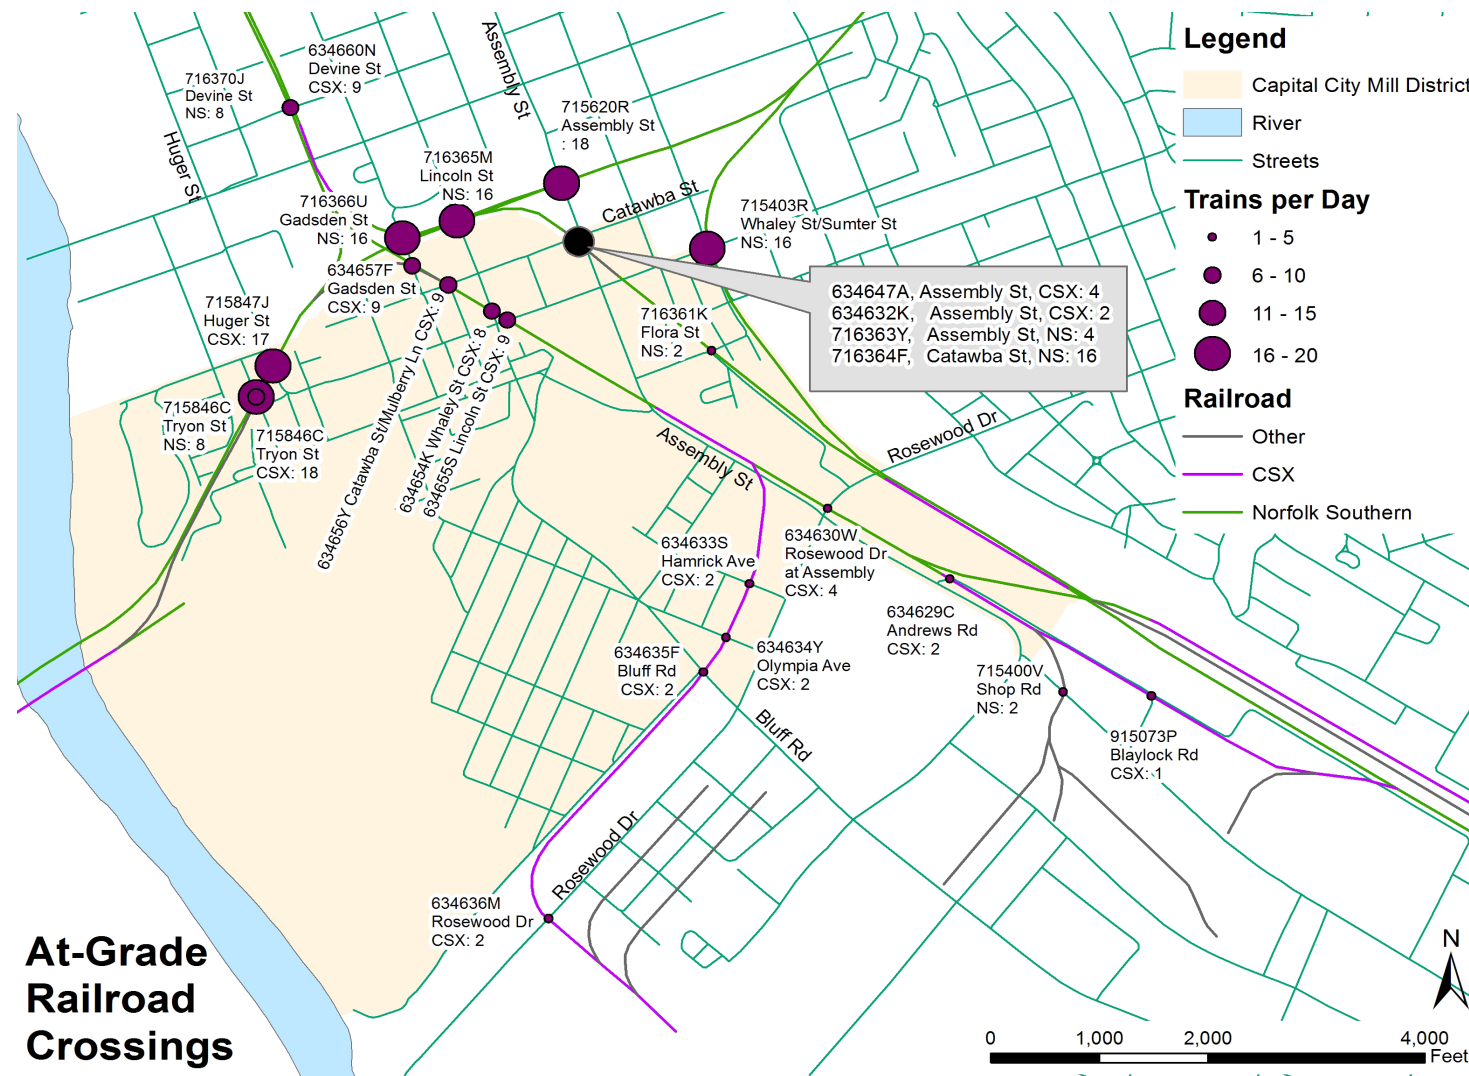 634660N
Devine St
CSX: 9
716370J
Devine St
NS: 8
Assembly St
715620R
Assembly St
: 18
Huger St
716365M
Lincoln St
NS: 16
716366U
Gadsden St
NS: 16
Catawba St
715403R
Whaley St/Sumter St
NS: 16
634657F
Gadsden St
CSX: 9
715847J
Huger St
CSX: 17
634647A, Assembly St, CSX: 4
634632K, Assembly St, CSX: 2
716363Y, Assembly St, NS: 4
716364F, Catawba St, NS: 16
716361K
Flora St
NS: 2
715846C
Tryon St
NS: 8
715846C
Tryon St
CSX: 18
634656Y Catawba St/Mulberry Ln CSX: 9
634654K Whaley St CSX: 8
634655S Lincoln St CSX: 9
Assembly St
Rosewood Dr
634633S
Hamrick Ave
CSX: 2
634630W
Rosewood Dr
at Assembly
CSX: 4
634629C
Andrews Rd
CSX: 2
634635F
Bluff Rd
CSX: 2
634634Y
Olympia Ave
CSX: 2
715400V
Shop Rd
NS: 2
Bluff Rd
915073P
Blaylock Rd
CSX: 1
Rosewood Dr
634636M
Rosewood Dr
CSX: 2
Legend
Capital City Mill District
River
Streets
Trains per Day
1 - 5
6 - 10
11 - 15
16 - 20
Railroad
Other
CSX
Norfolk Southern
At-Grade
Railroad
Crossings
N
0 1,000 2,000 4,000
Feet